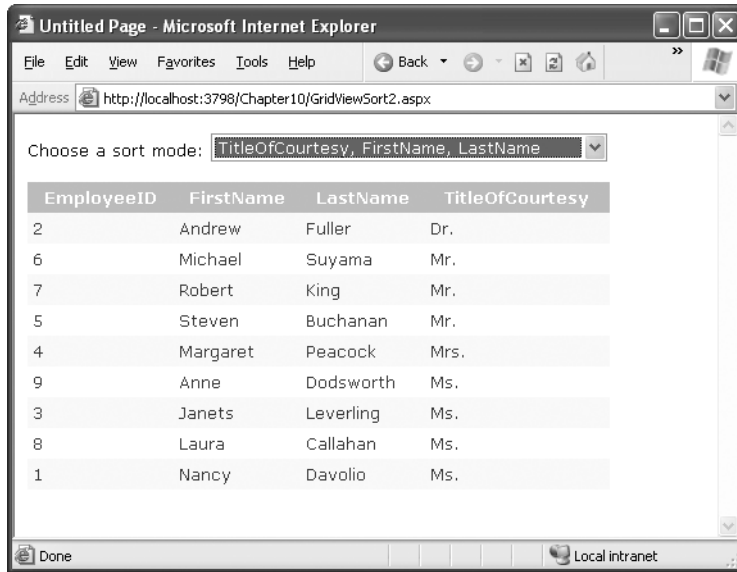 Untitled Page - Microsoft Internet Explorer
File Edit View Favorites Tools Help Back »
Address http://localhost:3798/Chapter10/GridViewSort2.aspx
Choose a sort mode: TitleOfCourtesy, FirstName, LastName
EmployeeID FirstName LastName TitleOfCourtesy
2 Andrew Fuller Dr.
6 Michael Suyama Mr.
7 Robert King Mr.
5 Steven Buchanan Mr.
4 Margaret Peacock Mrs.
9 Anne Dodsworth Ms.
3 Janets Leverling Ms.
8 Laura Callahan Ms.
1 Nancy Davolio Ms.
Done Local intranet